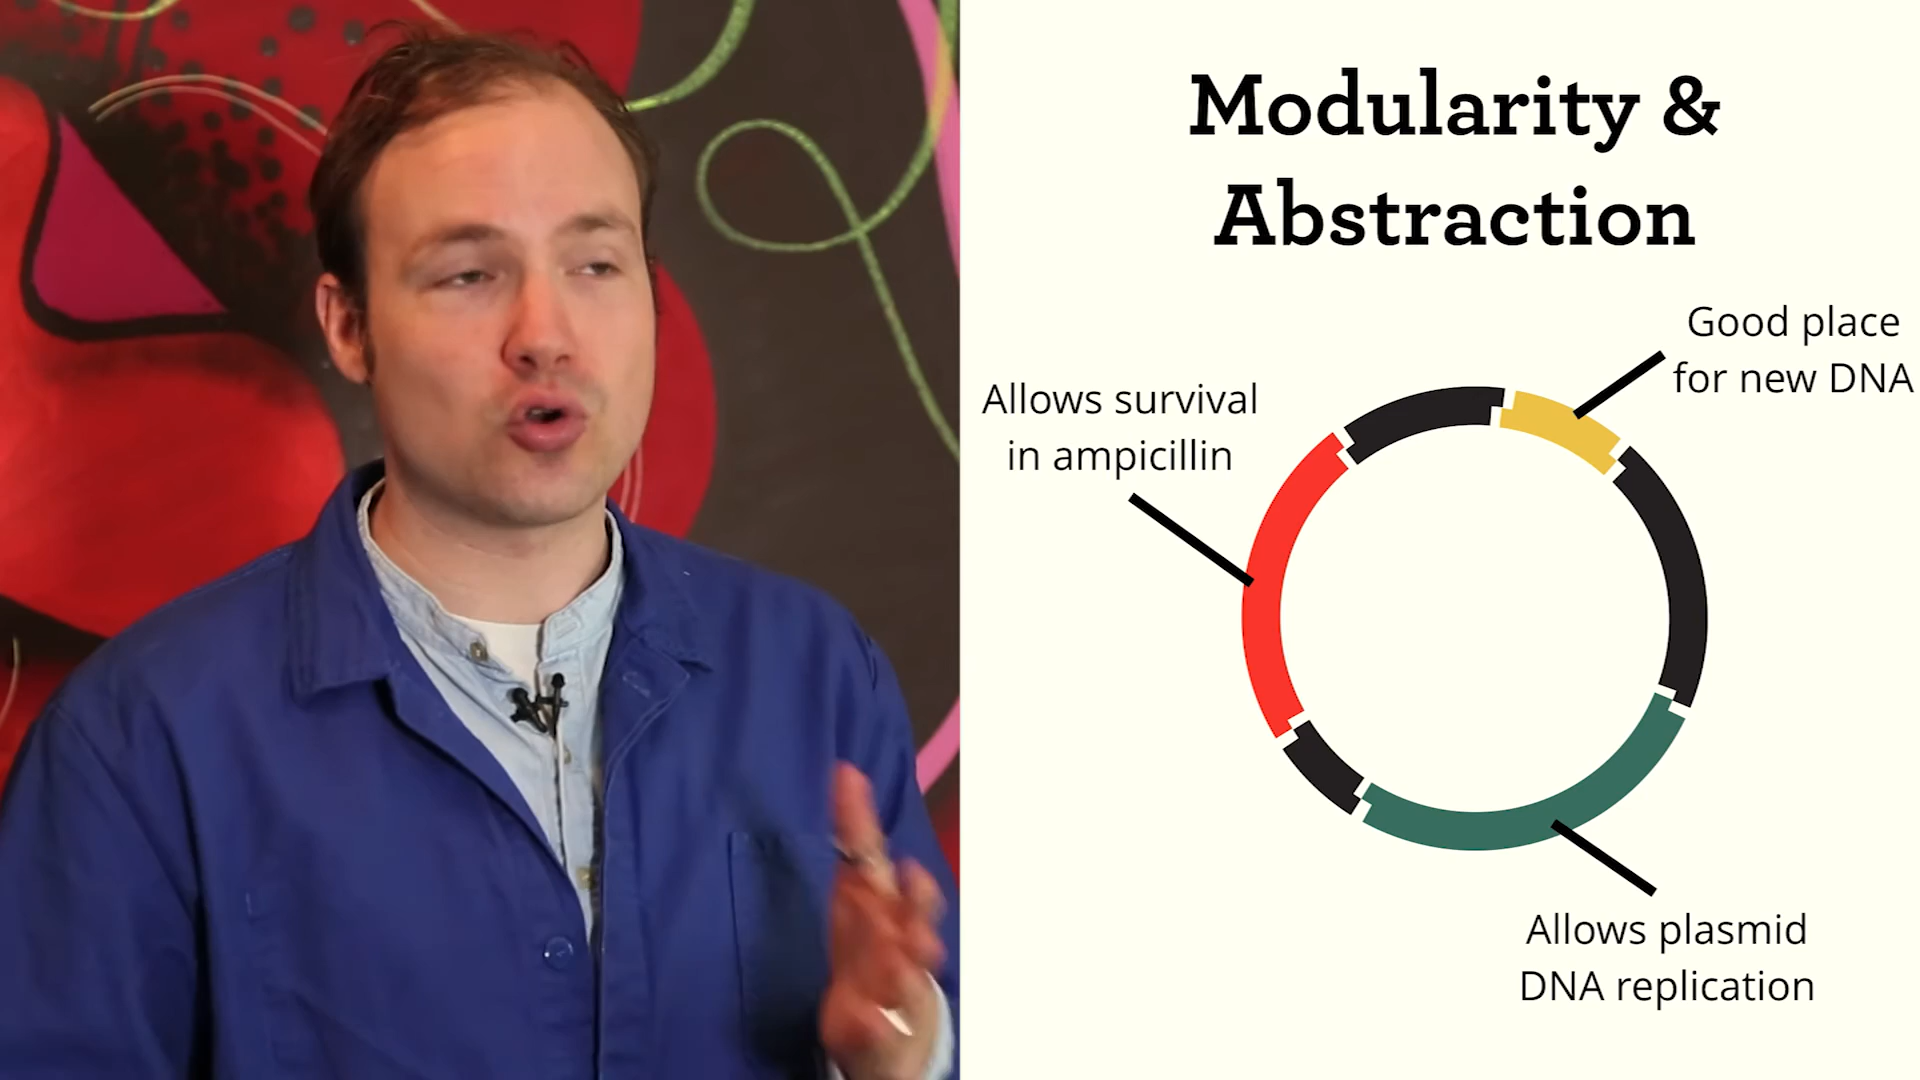 Modularity &
Abstraction
Good place
for new DNA
Allows survival
in ampicillin
Allows plasmid
DNA replication